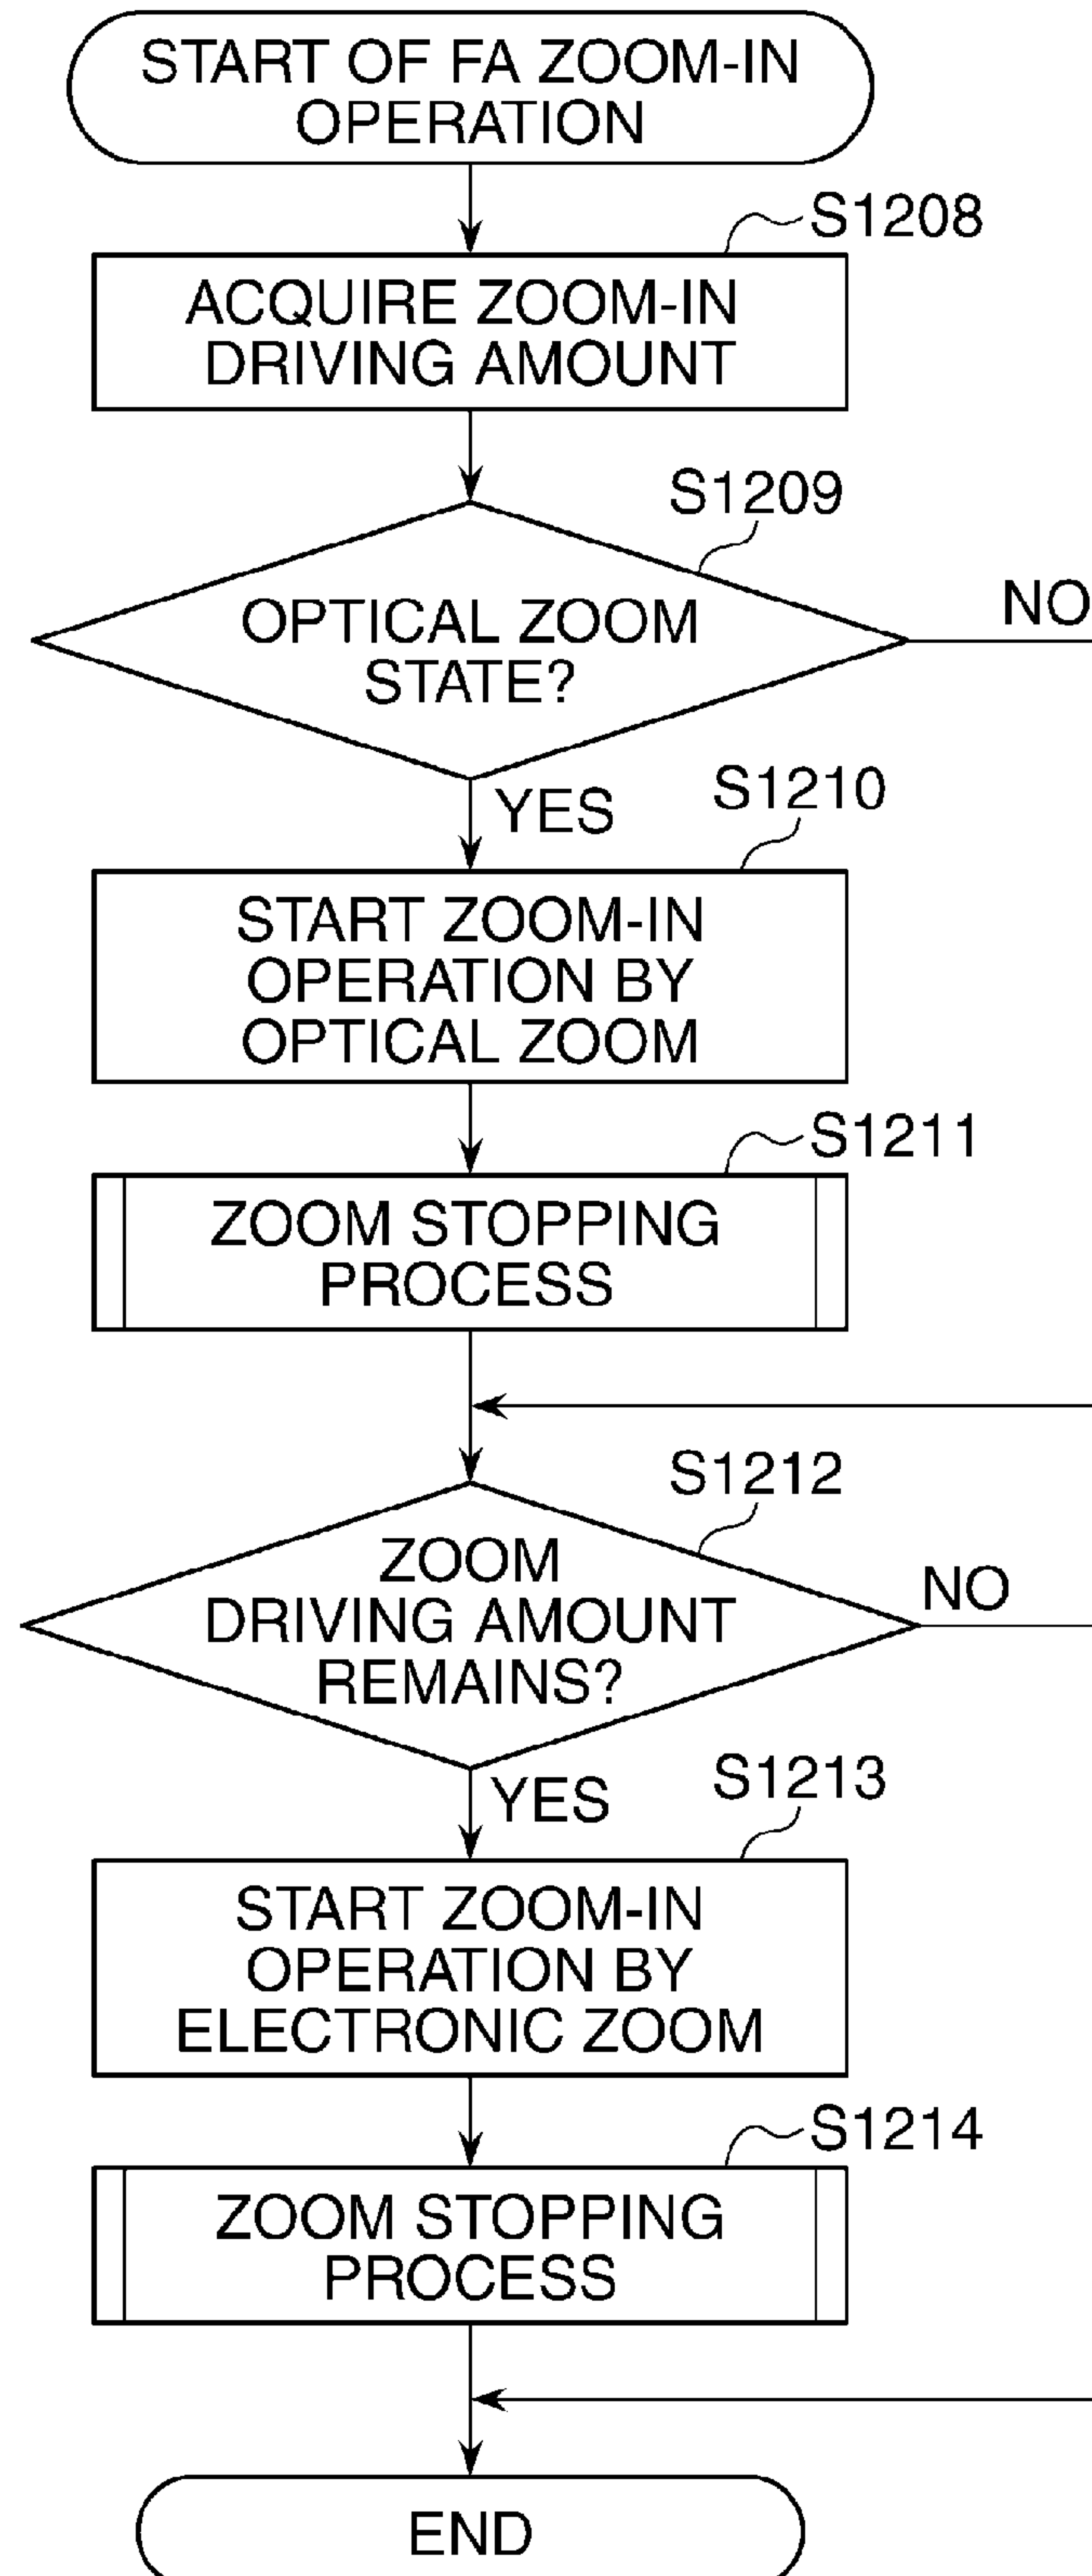 START OF FA ZOOM-IN
OPERATION
S1208
ACQUIRE ZOOM-IN
DRIVING AMOUNT
S1209
OPTICAL ZOOM
STATE?
NO
YES
S1210
START ZOOM-IN
OPERATION BY
OPTICAL ZOOM
S1211
ZOOM STOPPING
PROCESS
S1212
ZOOM
DRIVING AMOUNT
REMAINS?
NO
YES
S1213
START ZOOM-IN
OPERATION BY
ELECTRONIC ZOOM
S1214
ZOOM STOPPING
PROCESS
END